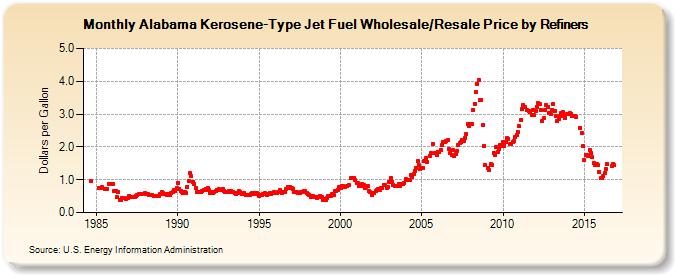 Monthly Alabama Kerosene-Type Jet Fuel Wholesale/Resale Price by Refiners
Dollars per Gallon
5.0
4.0
3.0
2.0
1.0
0.0
1985 1990 1995 2000 2005 2010 2015
Source: U.S. Energy Information Administration